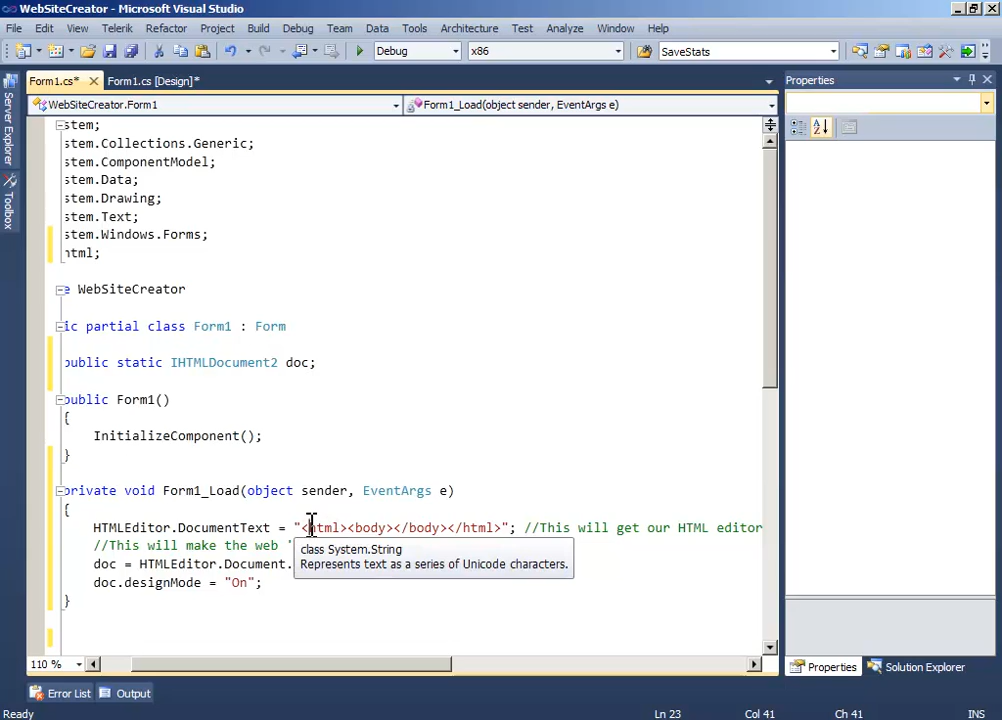 WebSiteCreator - Microsoft Visual Studio
File Edit View Telerik Refactor Project Build Debug Team Data Tools Architecture Test Analyze Window Help
Debug x86 SaveStats
Form1.cs* Form1.cs [Design]* Properties
WebSiteCreator.Form1 Form1_Load(object sender, EventArgs e)
Server Explorer
Toolbox
stem;
stem.Collections.Generic;
stem.ComponentModel;
stem.Data;
stem.Drawing;
stem.Text;
stem.Windows.Forms;
html;
e WebSiteCreator
ic partial class Form1 : Form
public static IHTMLDocument2 doc;
public Form1()
{
InitializeComponent();
}
private void Form1_Load(object sender, EventArgs e)
{
HTMLEditor.DocumentText = "<html><body></body></html>"; //This will get our HTML editor
//This will make the web '
class System.String
doc = HTMLEditor.Document.
Represents text as a series of Unicode characters.
doc.designMode = "On";
}
110 %
Properties Solution Explorer
Error List Output
Ready Ln 23 Col 41 Ch 41 INS